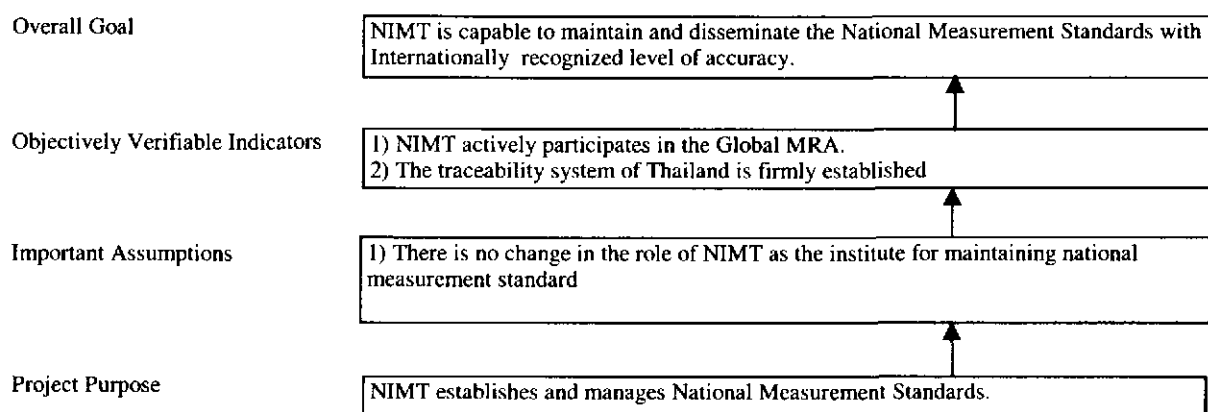 Overall Goal
NIMT is capable to maintain and disseminate the National Measurement Standards with
Internationally recognized level of accuracy.
Objectively Verifiable Indicators
1) NIMT actively participates in the Global MRA.
2) The traceability system of Thailand is firmly established
Important Assumptions
1) There is no change in the role of NIMT as the institute for maintaining national
measurement standard
Project Purpose
NIMT establishes and manages National Measurement Standards.